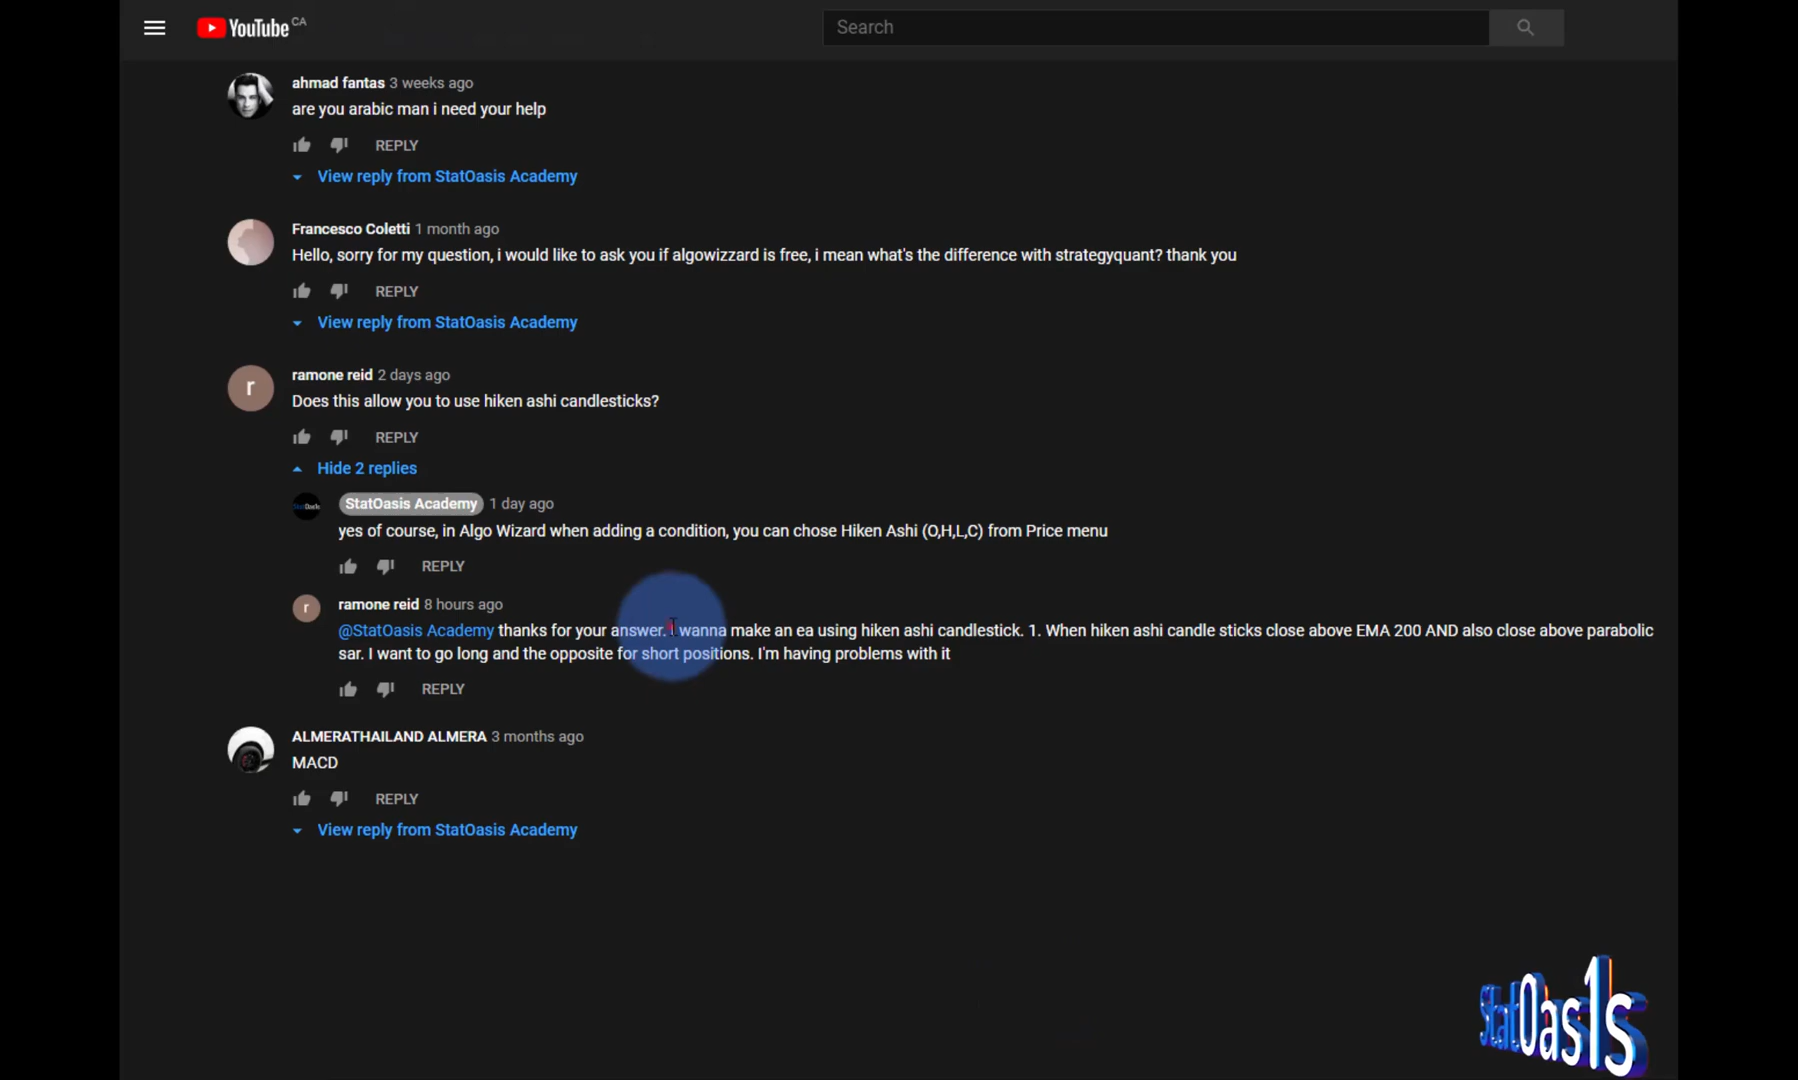 YouTube CA
Search
ahmad fantas 3 weeks ago
are you arabic man i need your help
REPLY
View reply from StatOasis Academy
Francesco Coletti 1 month ago
Hello, sorry for my question, i would like to ask you if algowizzard is free, i mean what's the difference with strategyquant? thank you
REPLY
View reply from StatOasis Academy
r
ramone reid 2 days ago
Does this allow you to use hiken ashi candlesticks?
REPLY
Hide 2 replies
StatOasis Academy 1 day ago
yes of course, in Algo Wizard when adding a condition, you can chose Hiken Ashi (O,H,L,C) from Price menu
REPLY
r
ramone reid 8 hours ago
@StatOasis Academy thanks for your answer. I wanna make an ea using hiken ashi candlestick. 1. When hiken ashi candle sticks close above EMA 200 AND also close above parabolic
sar. I want to go long and the opposite for short positions. I'm having problems with it
REPLY
ALMERATHAILAND ALMERA 3 months ago
MACD
REPLY
View reply from StatOasis Academy
StatOas1s